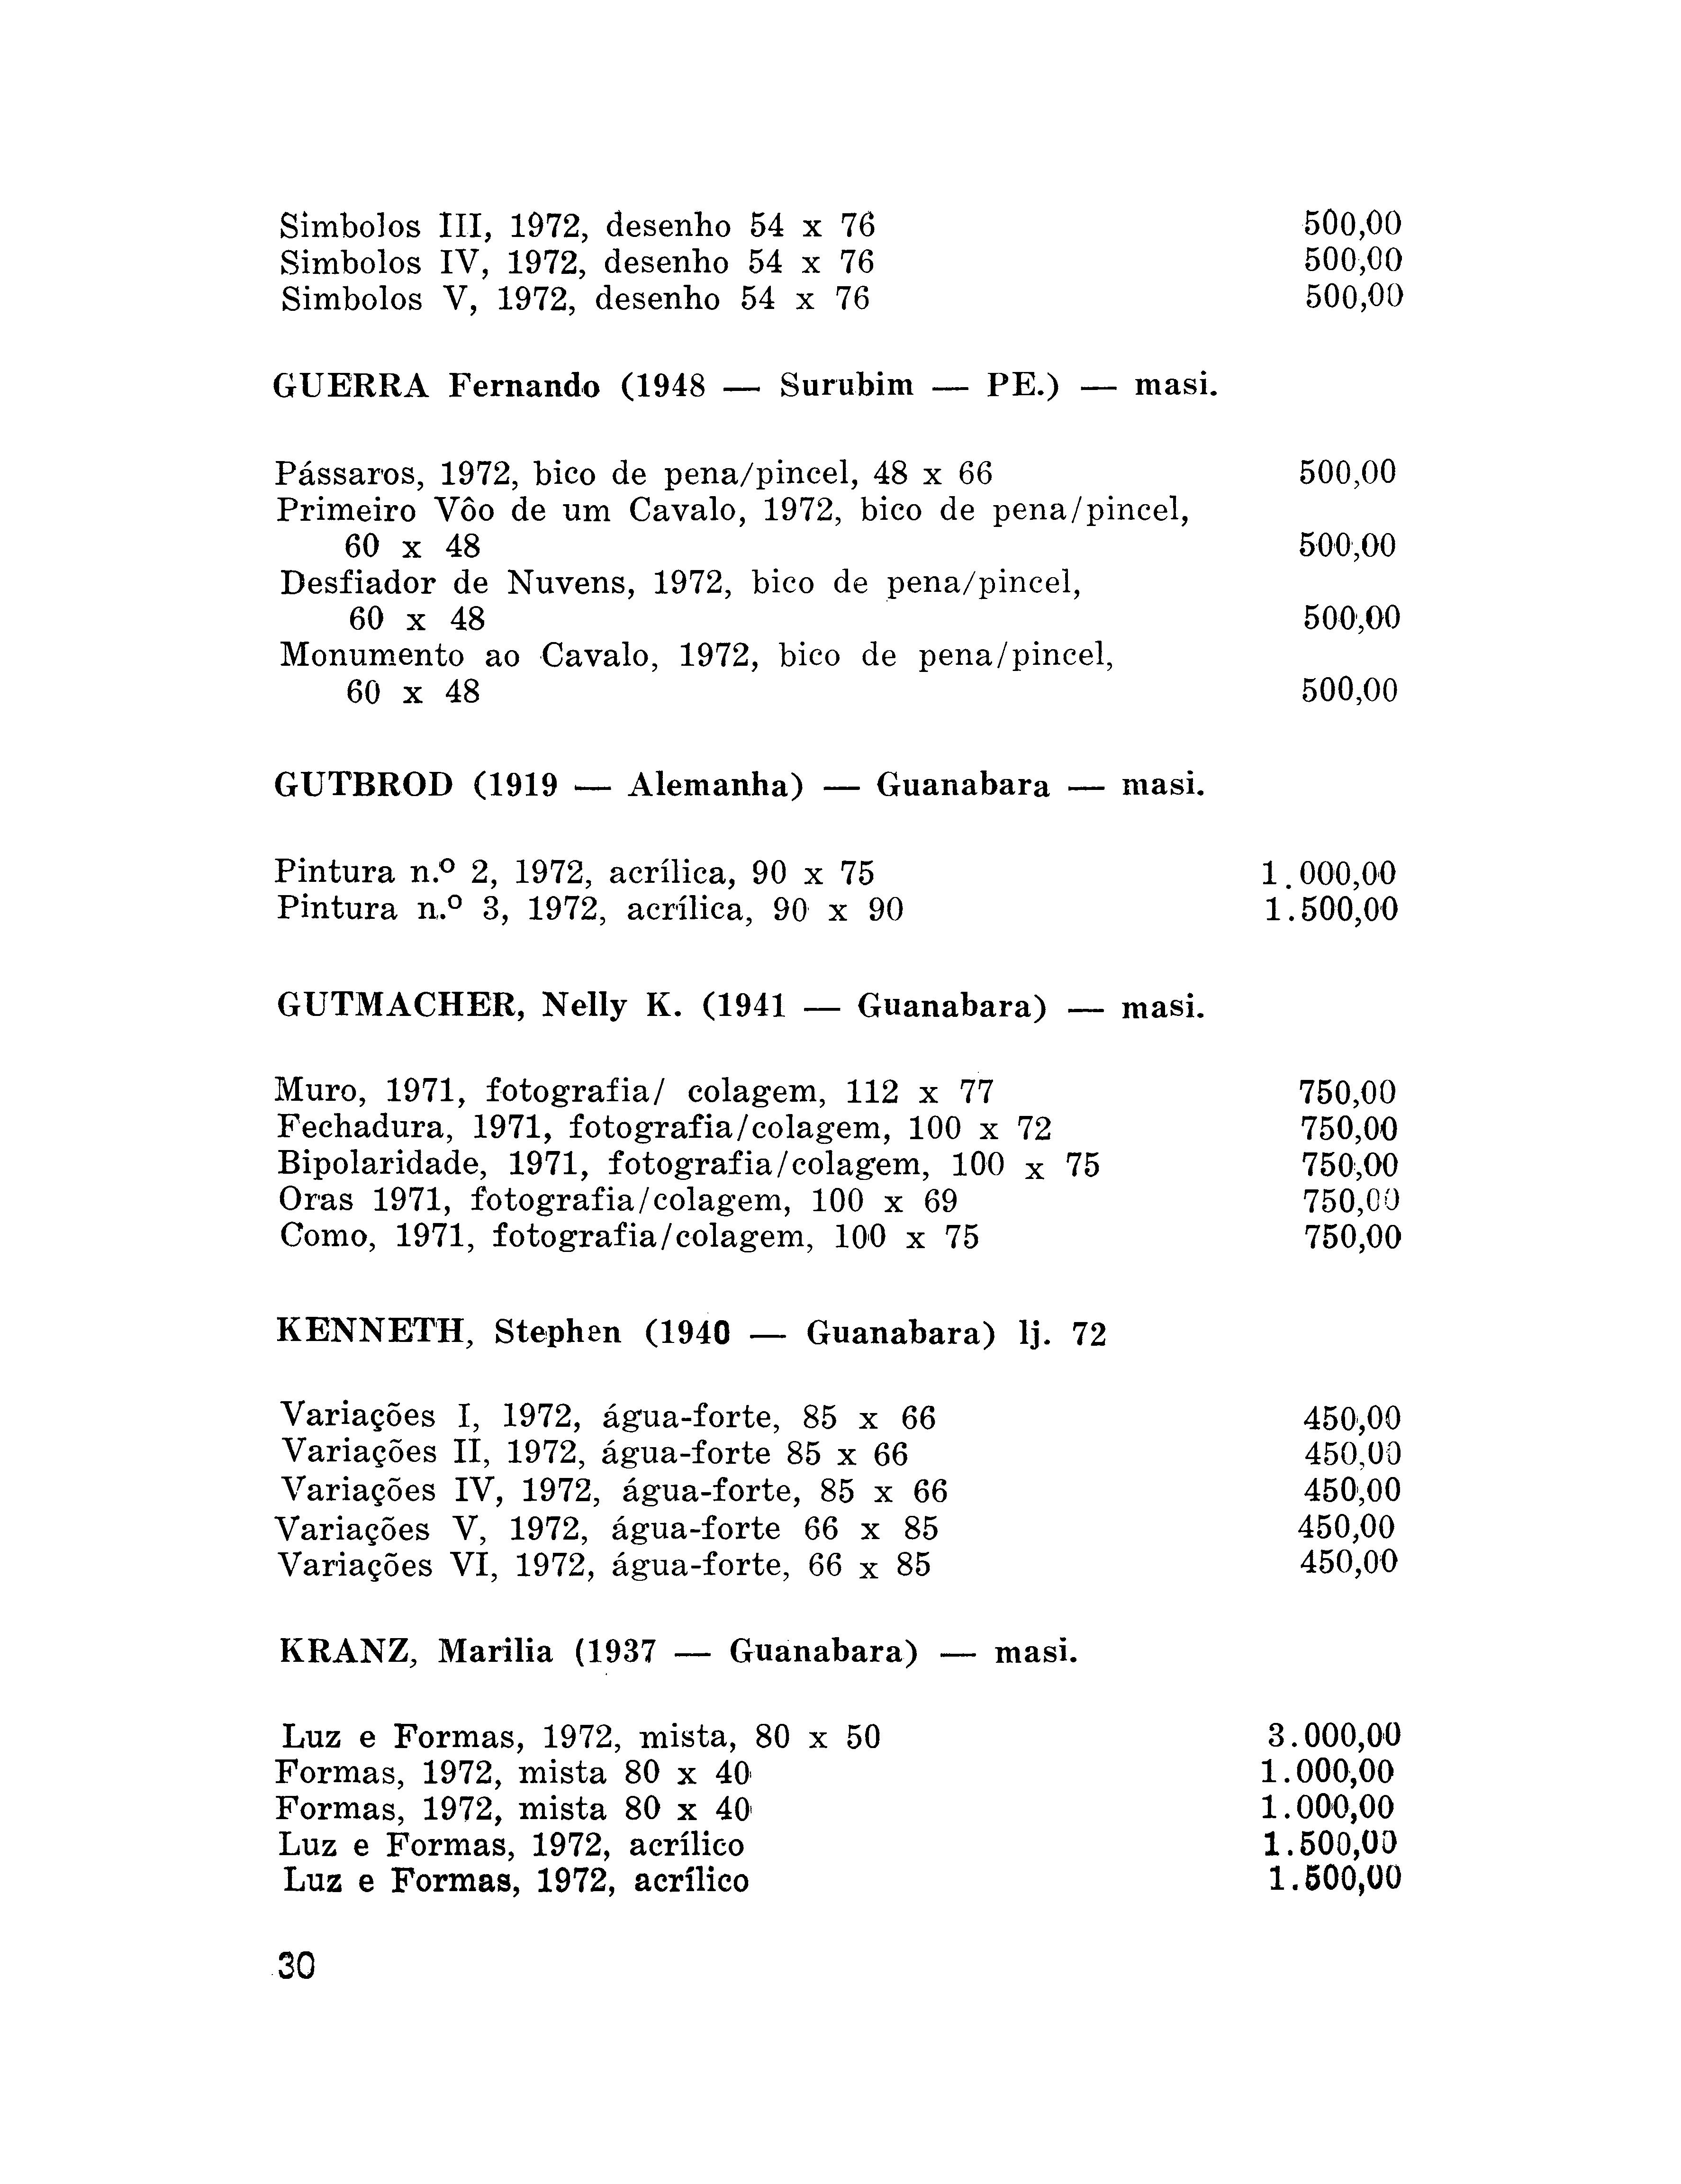 Simbolos III, 1972, desenho 54 x 76 500,00
Simbolos IV, 1972, desenho 54 x 76 500,00
Simbolos V, 1972, desenho 54 x 76 500,00
GUERRA Fernando (1948 — Surubim — PE.) — masi.
Pássaros, 1972, bico de pena/pincel, 48 x 66 500,00
Primeiro Vôo de um Cavalo, 1972, bico de pena/pincel,
60 x 48 500,00
Desfiador de Nuvens, 1972, bico de pena/pincel,
60 x 48 500,00
Monumento ao Cavalo, 1972, bico de pena/pincel,
60 x 48 500,00
GUTBROD (1919 — Alemanha) — Guanabara — masi.
Pintura n.º 2, 1972, acrílica, 90 x 75 1.000,00
Pintura n.º 3, 1972, acrílica, 90 x 90 1.500,00
GUTMACHER, Nelly K. (1941 — Guanabara) — masi.
Muro, 1971, fotografia/ colagem, 112 x 77 750,00
Fechadura, 1971, fotografia/colagem, 100 x 72 750,00
Bipolaridade, 1971, fotografia/colagem, 100 x 75 750,00
Oras 1971, fotografia/colagem, 100 x 69 750,00
Como, 1971, fotografia/colagem, 100 x 75 750,00
KENNETH, Stephen (1940 — Guanabara) lj. 72
Variações I, 1972, água-forte, 85 x 66 450,00
Variações II, 1972, água-forte 85 x 66 450,00
Variações IV, 1972, água-forte, 85 x 66 450,00
Variações V, 1972, água-forte 66 x 85 450,00
Variações VI, 1972, água-forte, 66 x 85 450,00
KRANZ, Marilia (1937 — Guanabara) — masi.
Luz e Formas, 1972, mista, 80 x 50 3.000,00
Formas, 1972, mista 80 x 40 1.000,00
Formas, 1972, mista 80 x 40 1.000,00
Luz e Formas, 1972, acrílico 1.500,00
Luz e Formas, 1972, acrílico 1.500,00
30